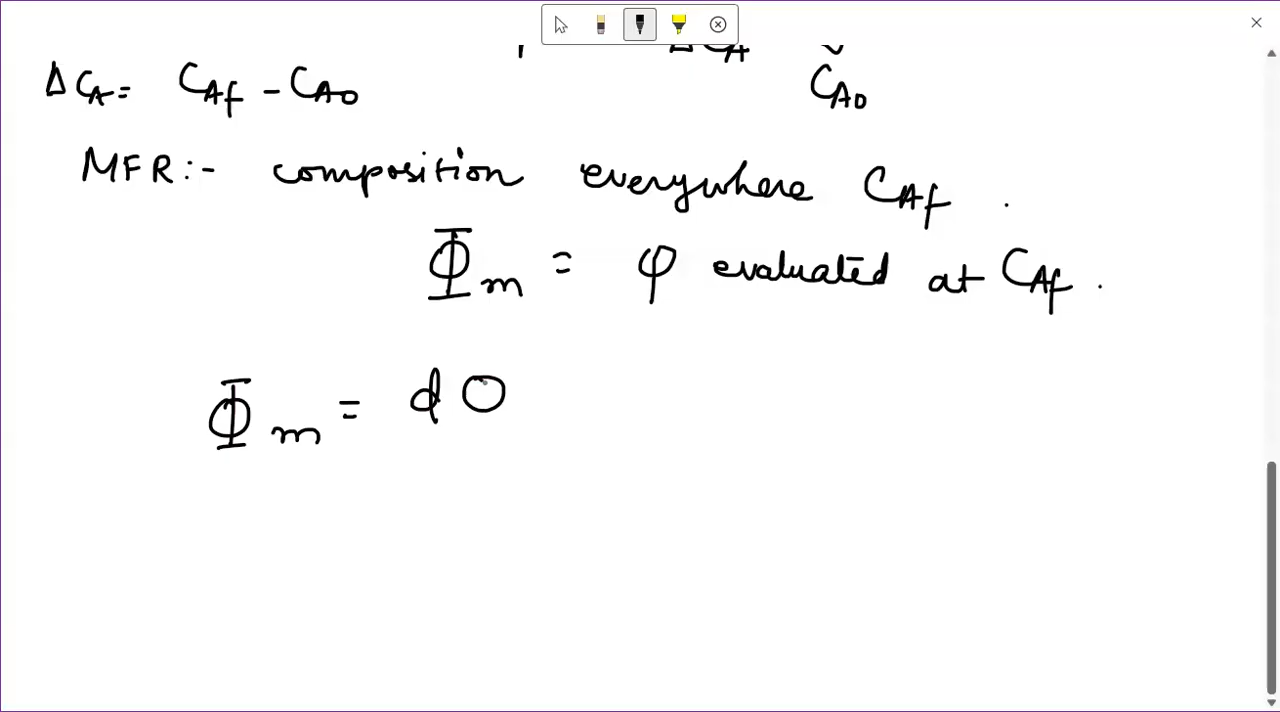 ΔC_A = C_Af - C_A0
C_A0
MFR :- composition everywhere C_Af .
Φ_m = φ evaluated at C_Af .
Φ_m = d O